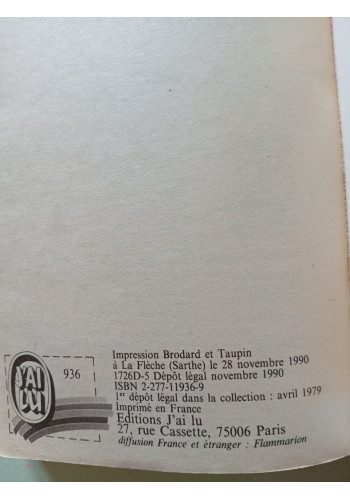 Impression Brodard et Taupin
à La Flèche (Sarthe) le 28 novembre 1990
1726D-5 Dépôt légal novembre 1990
ISBN 2-277-11936-9
1er dépôt légal dans la collection : avril 1979
Imprimé en France
Editions J'ai lu
27, rue Cassette, 75006 Paris
diffusion France et étranger : Flammarion
936
J'AI
LU